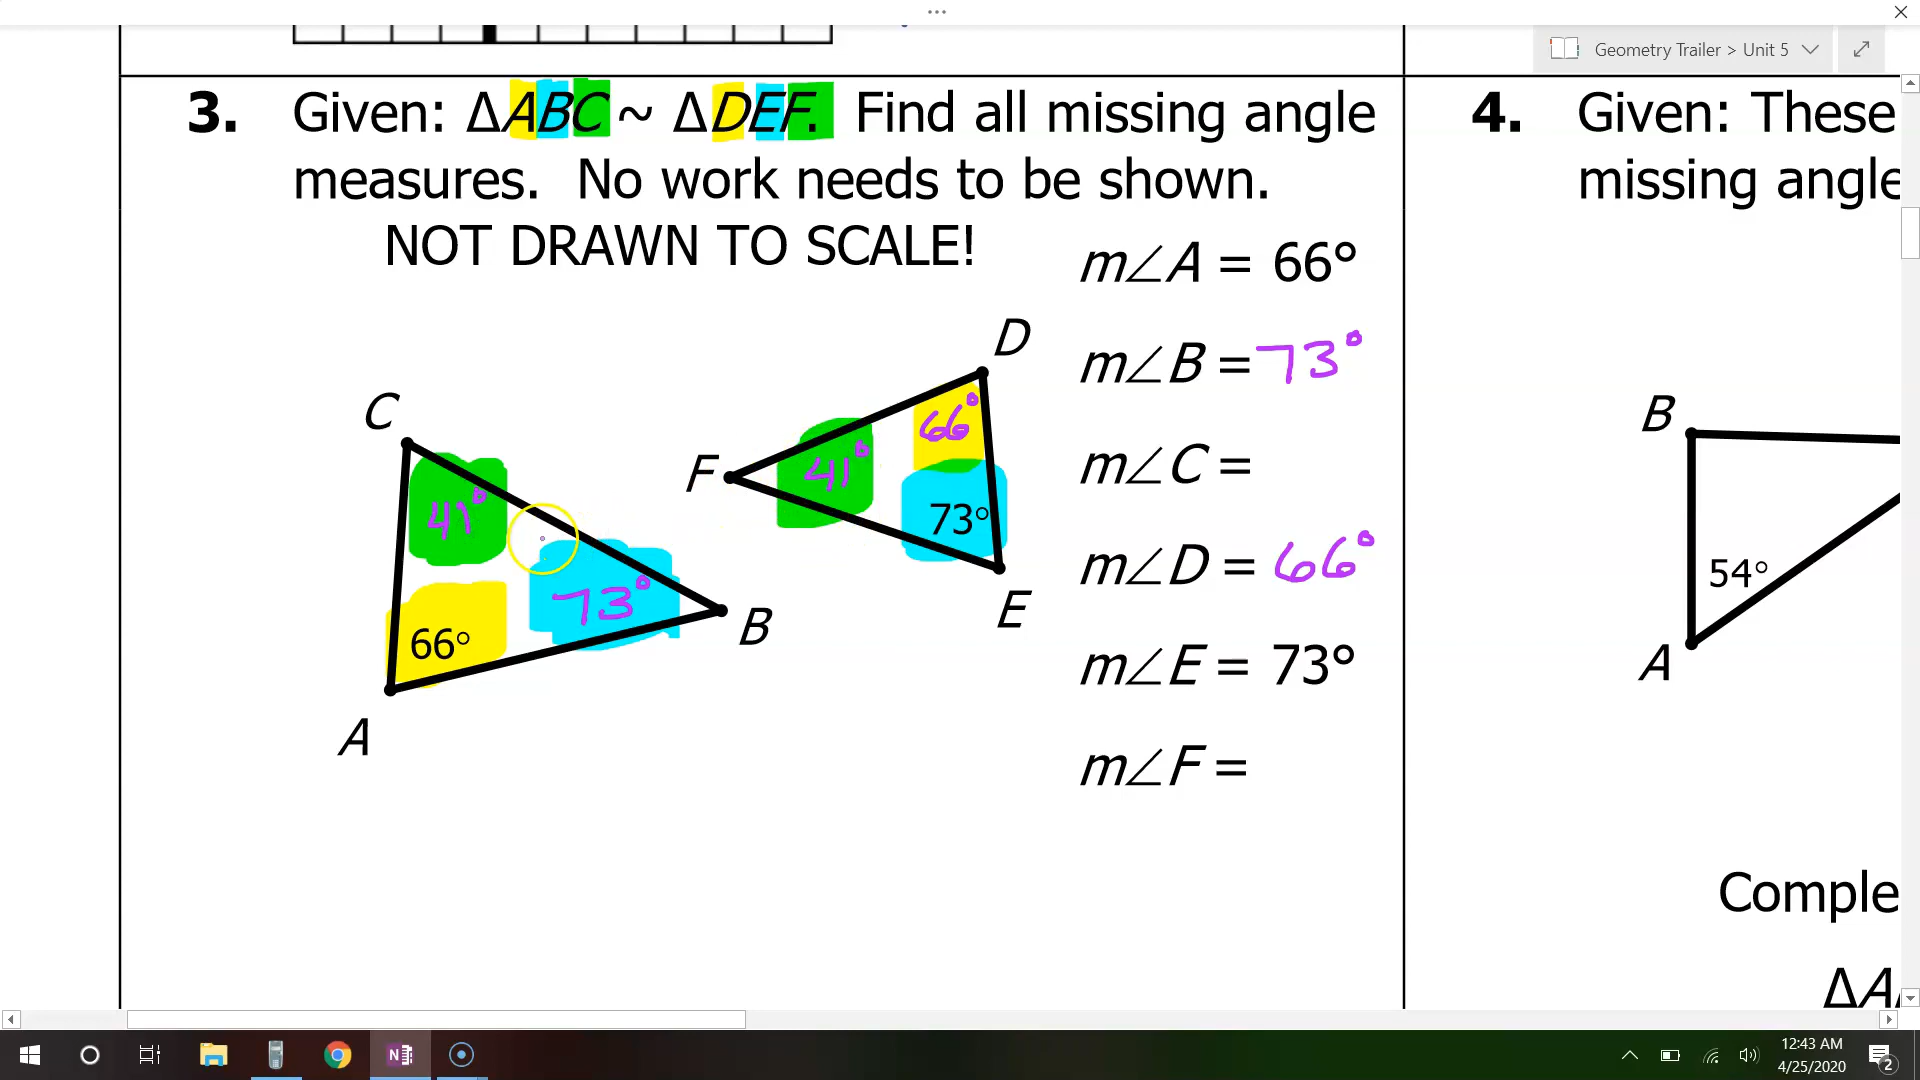 Geometry Trailer > Unit 5
3. Given: ΔABC ~ ΔDEF. Find all missing angle
measures. No work needs to be shown.
NOT DRAWN TO SCALE!
m∠A = 66°
m∠B = 73°
m∠C =
m∠D = 66°
m∠E = 73°
m∠F =
C
41°
66°
73°
A
B
D
66°
F
41°
73°
E
4. Given: These
missing angle
B
54°
A
Comple
ΔA
N
12:43 AM
4/25/2020
2